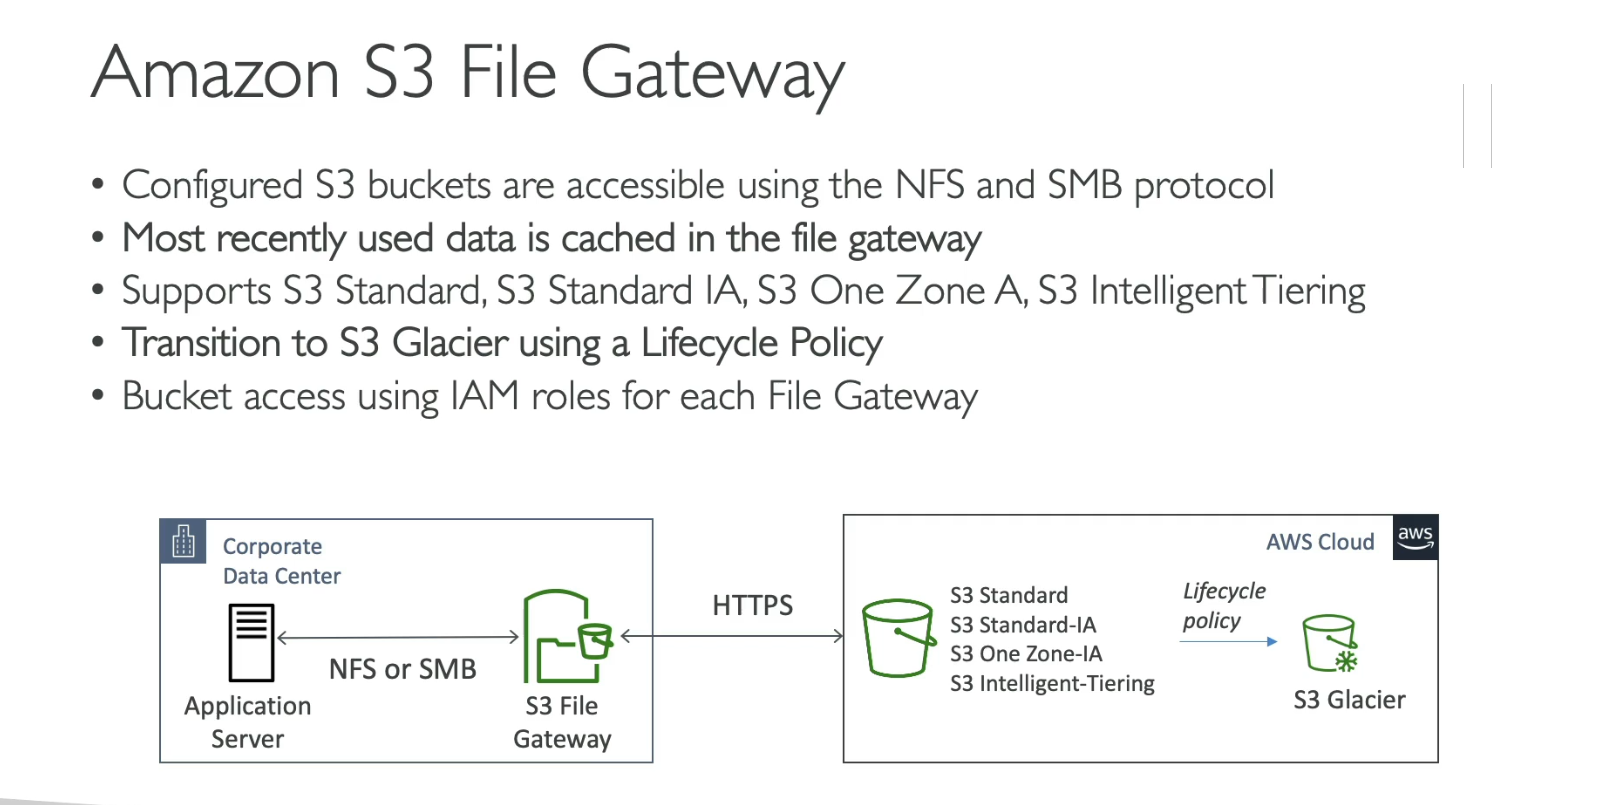 Amazon S3 File Gateway
• Configured S3 buckets are accessible using the NFS and SMB protocol
• Most recently used data is cached in the file gateway
• Supports S3 Standard, S3 Standard IA, S3 One Zone A, S3 Intelligent Tiering
• Transition to S3 Glacier using a Lifecycle Policy
• Bucket access using IAM roles for each File Gateway
Corporate
Data Center
Application
Server
NFS or SMB
S3 File
Gateway
HTTPS
AWS Cloud
aws
S3 Standard
S3 Standard-IA
S3 One Zone-IA
S3 Intelligent-Tiering
Lifecycle
policy
S3 Glacier